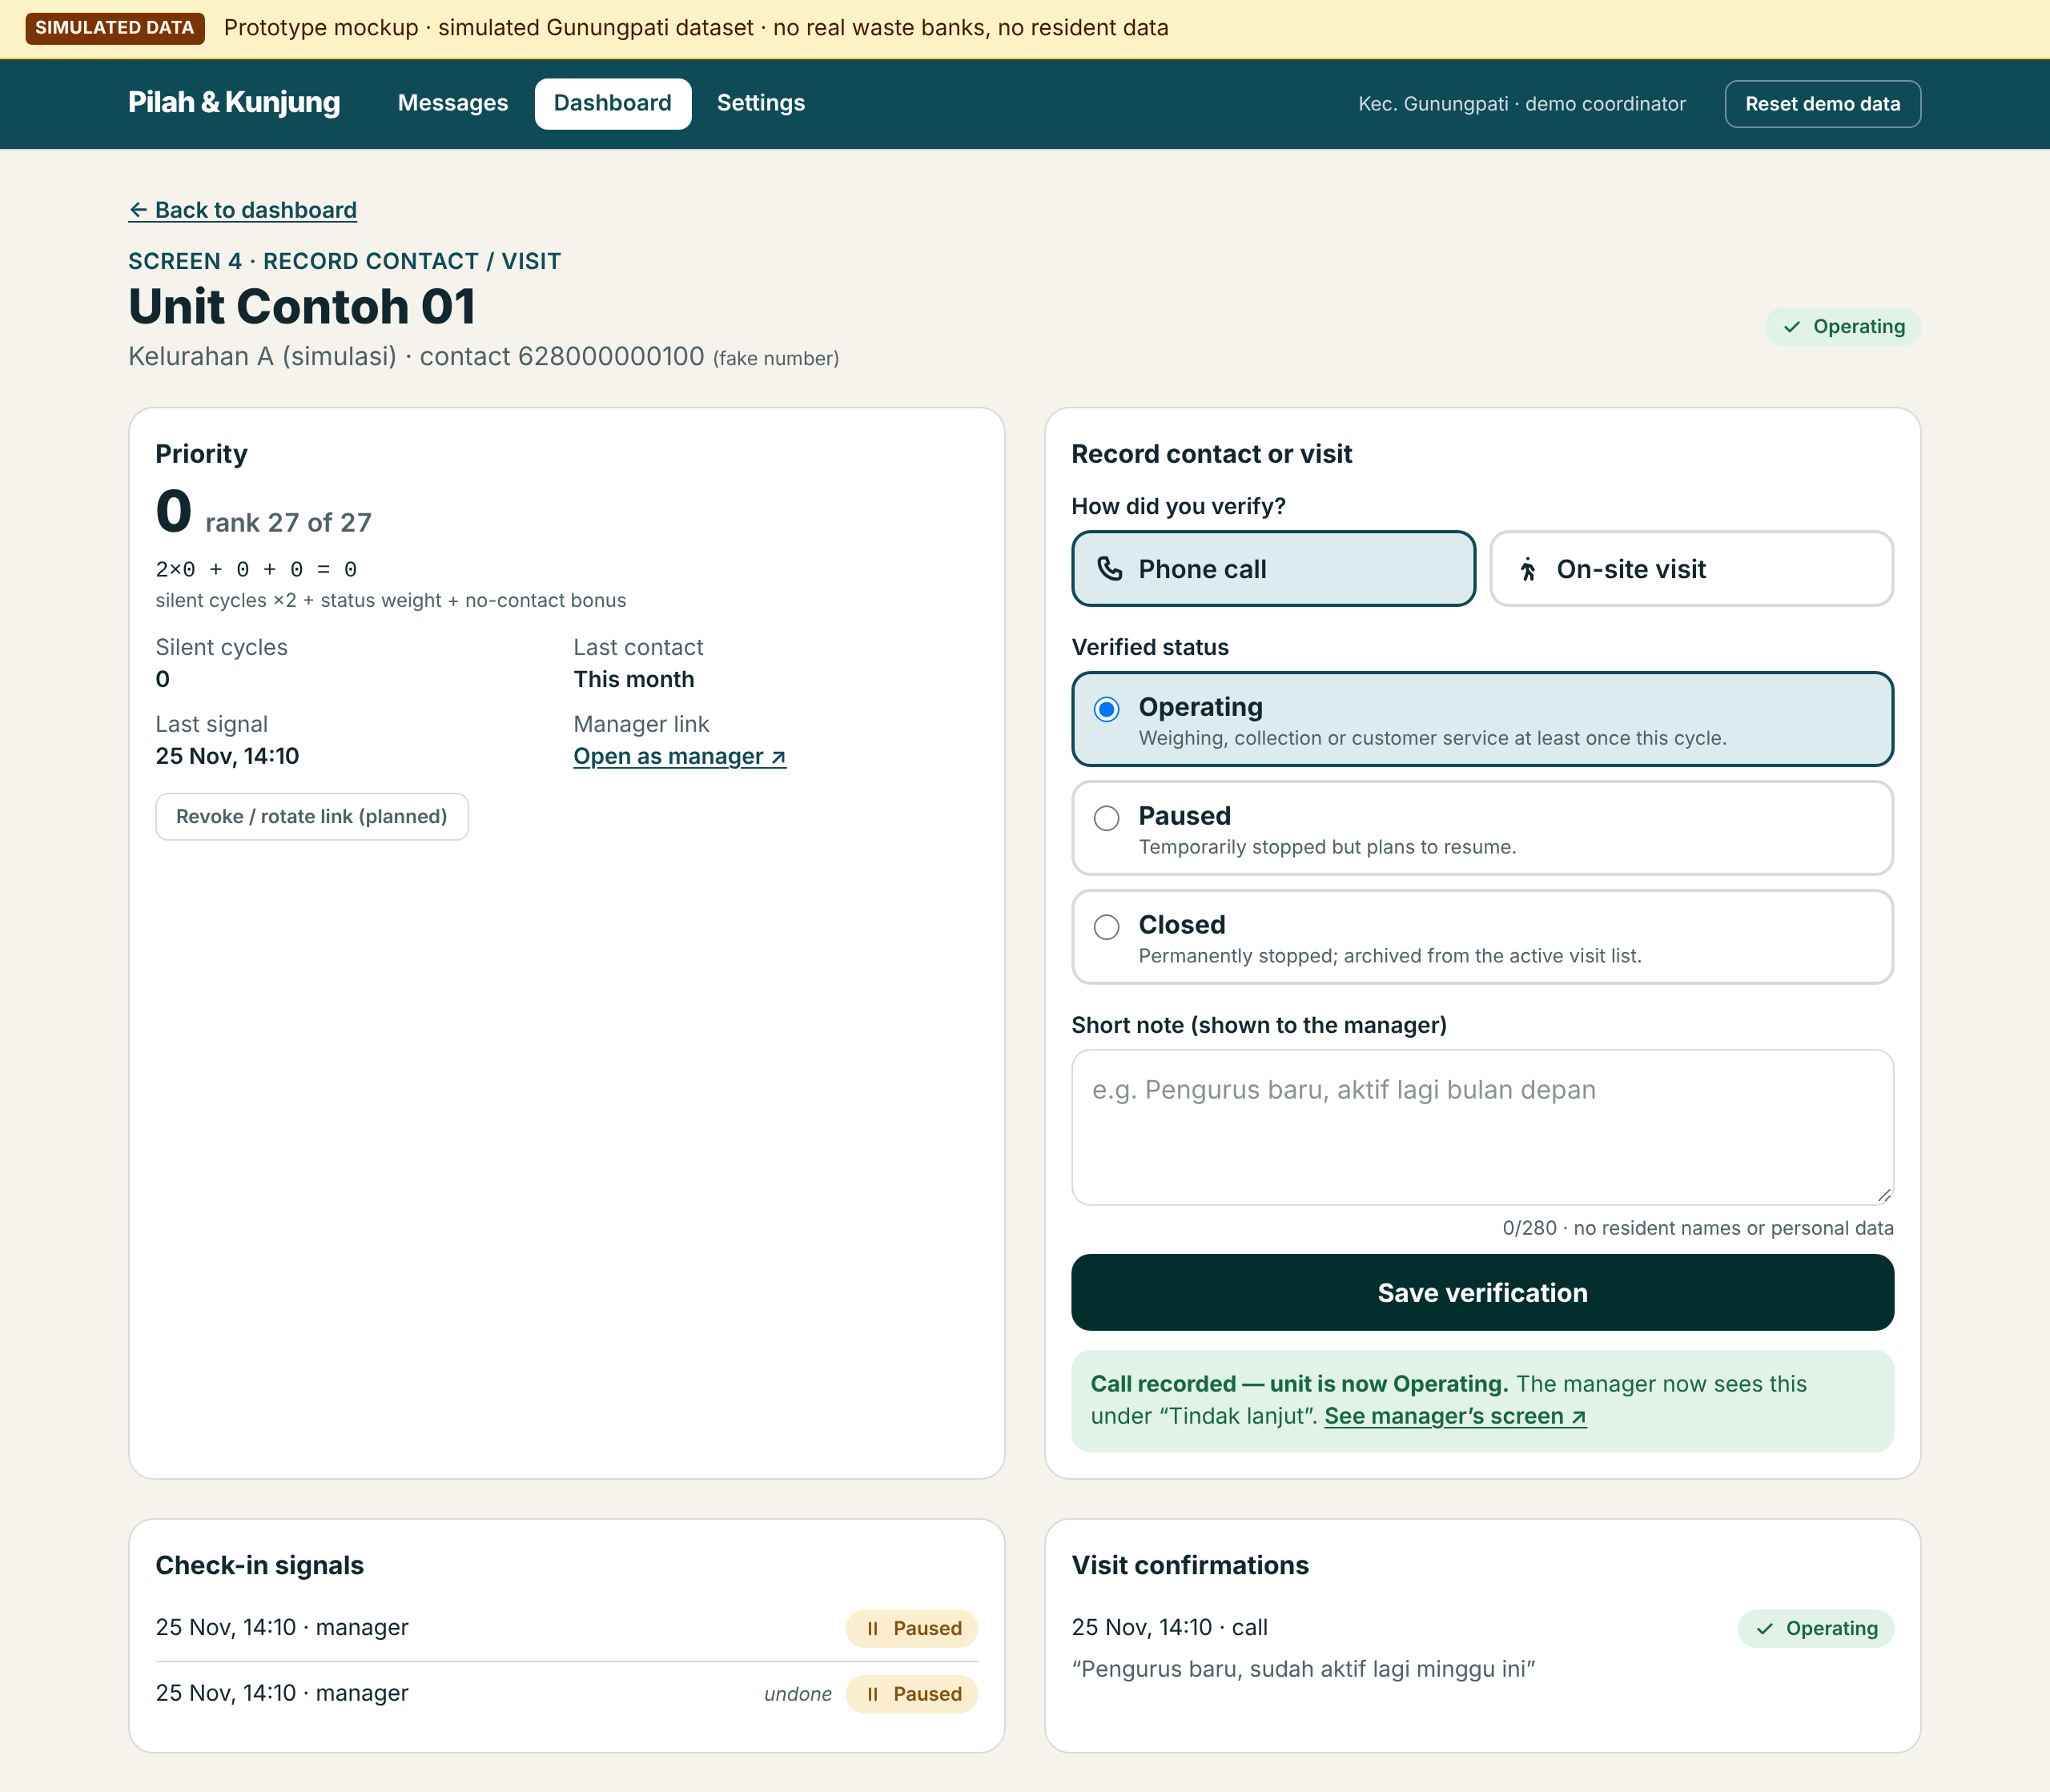 SIMULATED DATA Prototype mockup · simulated Gunungpati dataset · no real waste banks, no resident data
Pilah & Kunjung Messages Dashboard Settings Kec. Gunungpati · demo coordinator Reset demo data
← Back to dashboard
SCREEN 4 · RECORD CONTACT / VISIT
Unit Contoh 01
Kelurahan A (simulasi) · contact 628000000100 (fake number)
✓ Operating
Priority
0 rank 27 of 27
2×0 + 0 + 0 = 0
silent cycles ×2 + status weight + no-contact bonus
Silent cycles
0
Last contact
This month
Last signal
25 Nov, 14:10
Manager link
Open as manager ↗
Revoke / rotate link (planned)
Record contact or visit
How did you verify?
Phone call
On-site visit
Verified status
Operating
Weighing, collection or customer service at least once this cycle.
Paused
Temporarily stopped but plans to resume.
Closed
Permanently stopped; archived from the active visit list.
Short note (shown to the manager)
e.g. Pengurus baru, aktif lagi bulan depan
0/280 · no resident names or personal data
Save verification
Call recorded — unit is now Operating. The manager now sees this
under “Tindak lanjut”. See manager’s screen ↗
Check-in signals
25 Nov, 14:10 · manager Paused
25 Nov, 14:10 · manager undone Paused
Visit confirmations
25 Nov, 14:10 · call ✓ Operating
“Pengurus baru, sudah aktif lagi minggu ini”